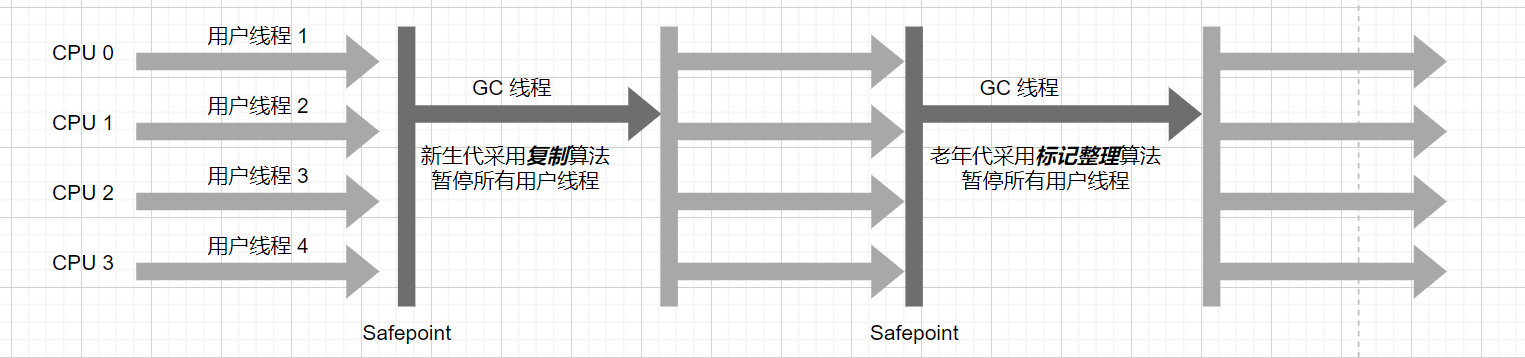 CPU 0
用户线程 1
CPU 1
用户线程 2
CPU 2
用户线程 3
CPU 3
用户线程 4
Safepoint
GC 线程
新生代采用复制算法
暂停所有用户线程
Safepoint
GC 线程
老年代采用标记整理算法
暂停所有用户线程